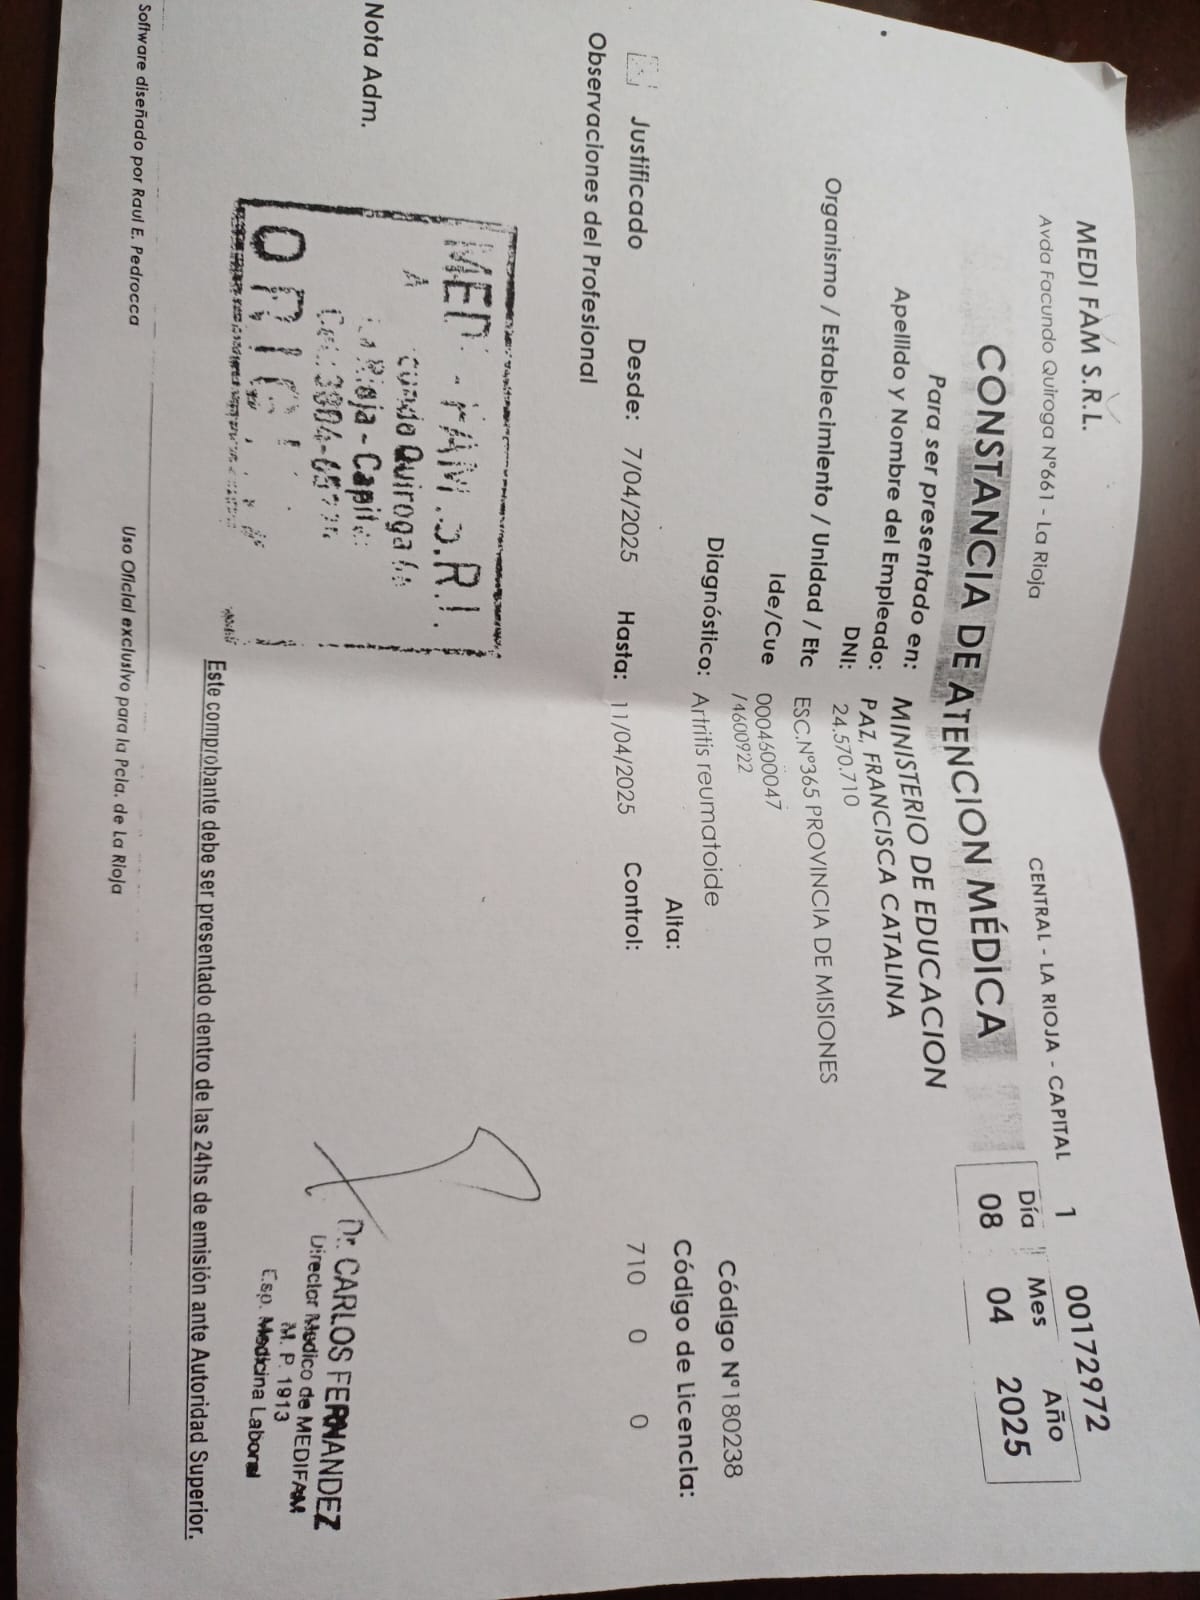 MEDI FAM S.R.L.
Avda Facundo Quiroga Nº661 - La Rioja
CENTRAL - LA RIOJA - CAPITAL
1 00172972
CONSTANCIA DE ATENCION MÉDICA
Día Mes Año
08 04 2025
Para ser presentado en: MINISTERIO DE EDUCACION
Apellido y Nombre del Empleado: PAZ, FRANCISCA CATALINA
DNI: 24.570.710
Organismo / Establecimiento / Unidad / Etc ESC.Nº365 PROVINCIA DE MISIONES
Ide/Cue 0004600047
/4600922
Diagnóstico: Artritis reumatoide
Código Nº180238
Alta:
Código de Licencia:
Justificado Desde: 7/04/2025 Hasta: 11/04/2025 Control:
710 0 0
Observaciones del Profesional
Quiroga
La Rioja - Capital
Dr. CARLOS FERNANDEZ
Director Medico de MEDIFAM
M. P. 1913
Esp. Medicina Laboral
Nota Adm.
Este comprobante debe ser presentado dentro de las 24hs de emisión ante Autoridad Superior.
Software diseñado por Raul E. Pedrocca
Uso Oficial exclusivo para la Pcia. de La Rioja